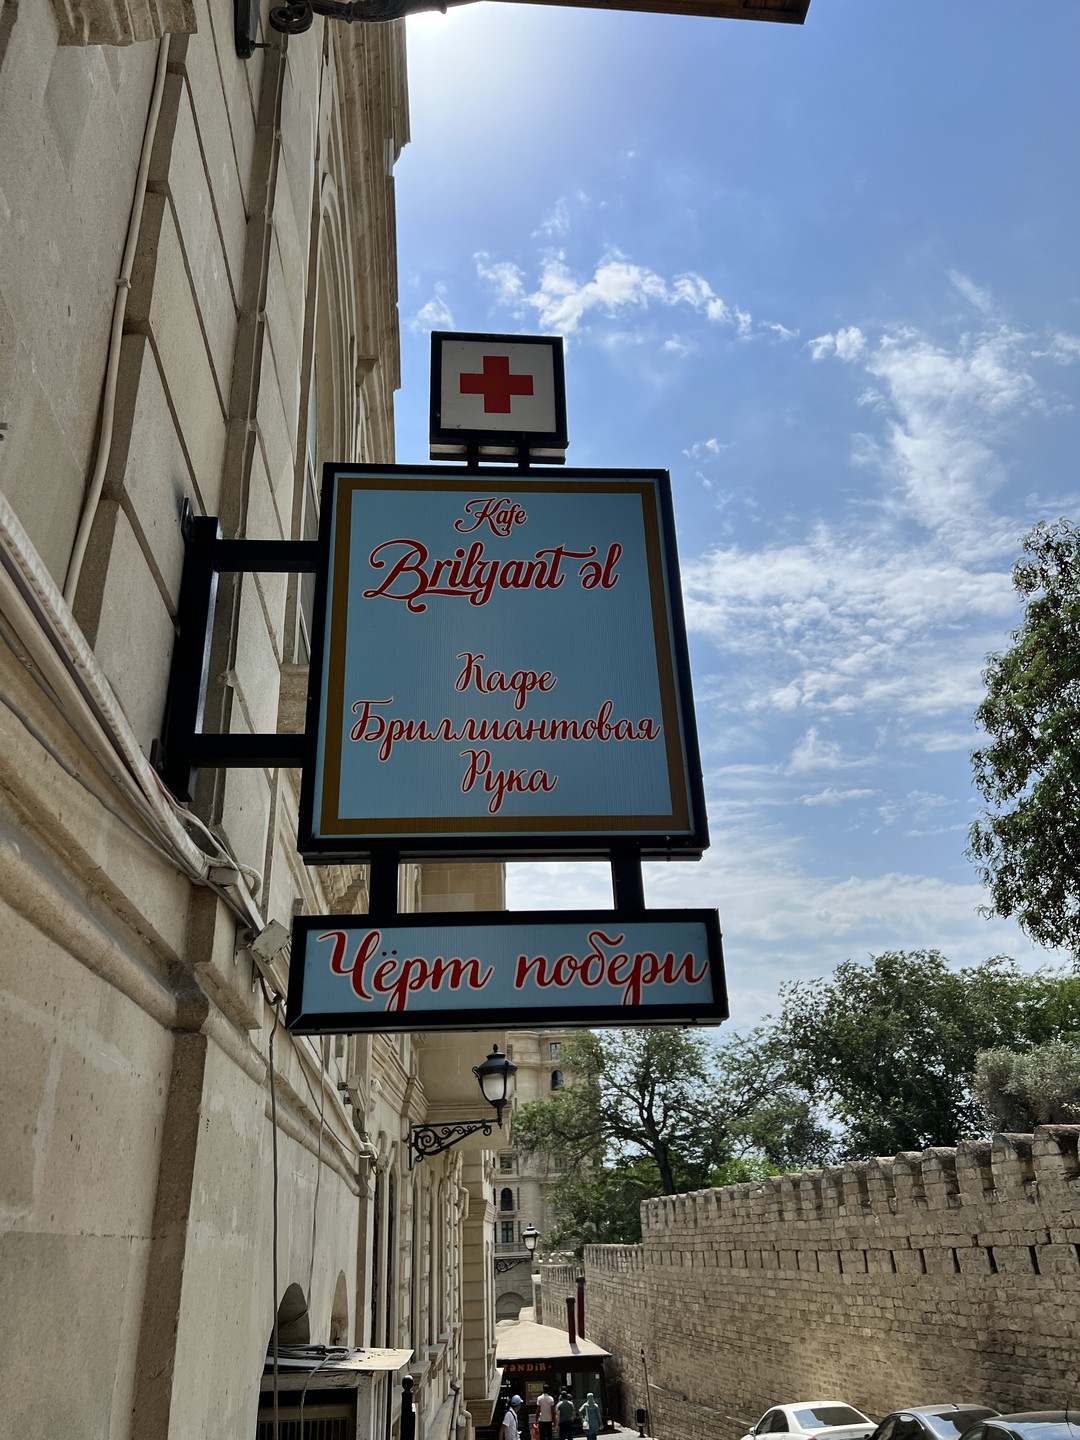 Kafe
Brilyant əl
Кафе
Бриллиантовая
Рука
Чёрт побери
TƏNDİR